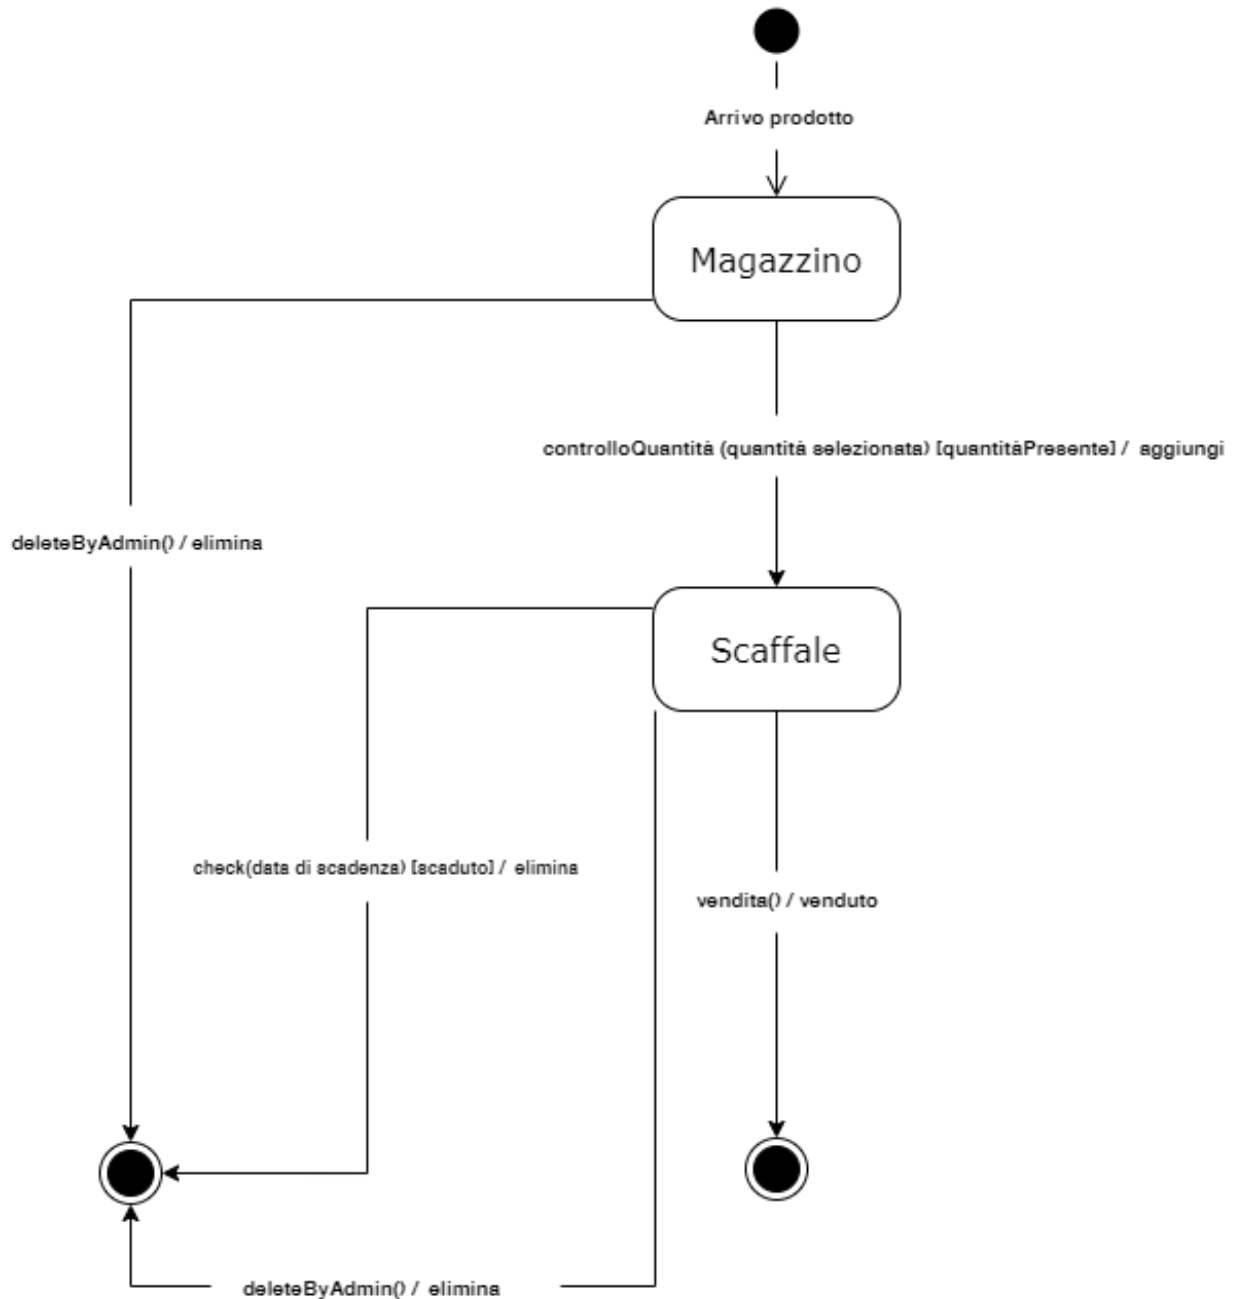 Arrivo prodotto
Magazzino
controlloQuantità (quantità selezionata) [quantitàPresente] / aggiungi
deleteByAdmin() / elimina
Scaffale
check(data di scadenza) [scaduto] / elimina
vendita() / venduto
deleteByAdmin() / elimina